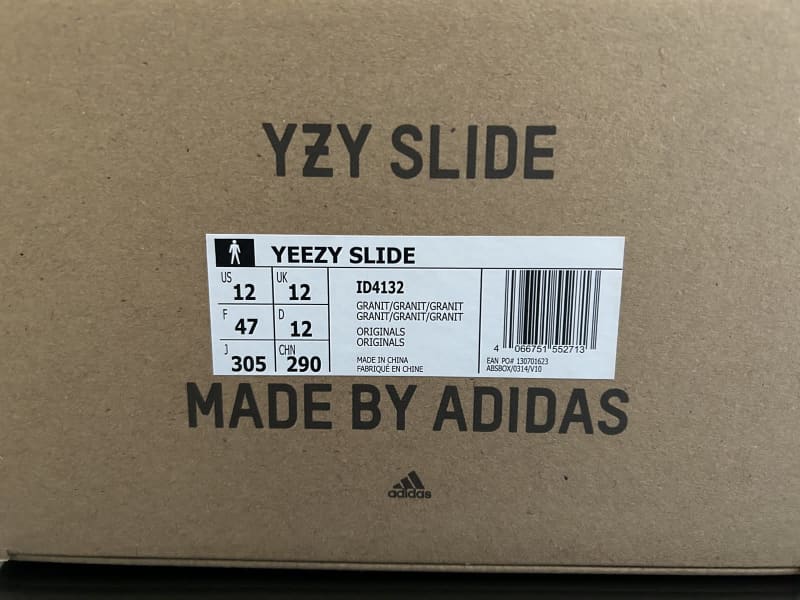 YZY SLIDE
YEEZY SLIDE
US 12 UK 12
F 47 D 12
J 305 CHN 290
ID4132
GRANIT/GRANIT/GRANIT
GRANIT/GRANIT/GRANIT
ORIGINALS
ORIGINALS
MADE IN CHINA
FABRIQUÉ EN CHINE
4 066751 552713
EAN PO# 130701623
ABSBOX/0314/V10
MADE BY ADIDAS
adidas